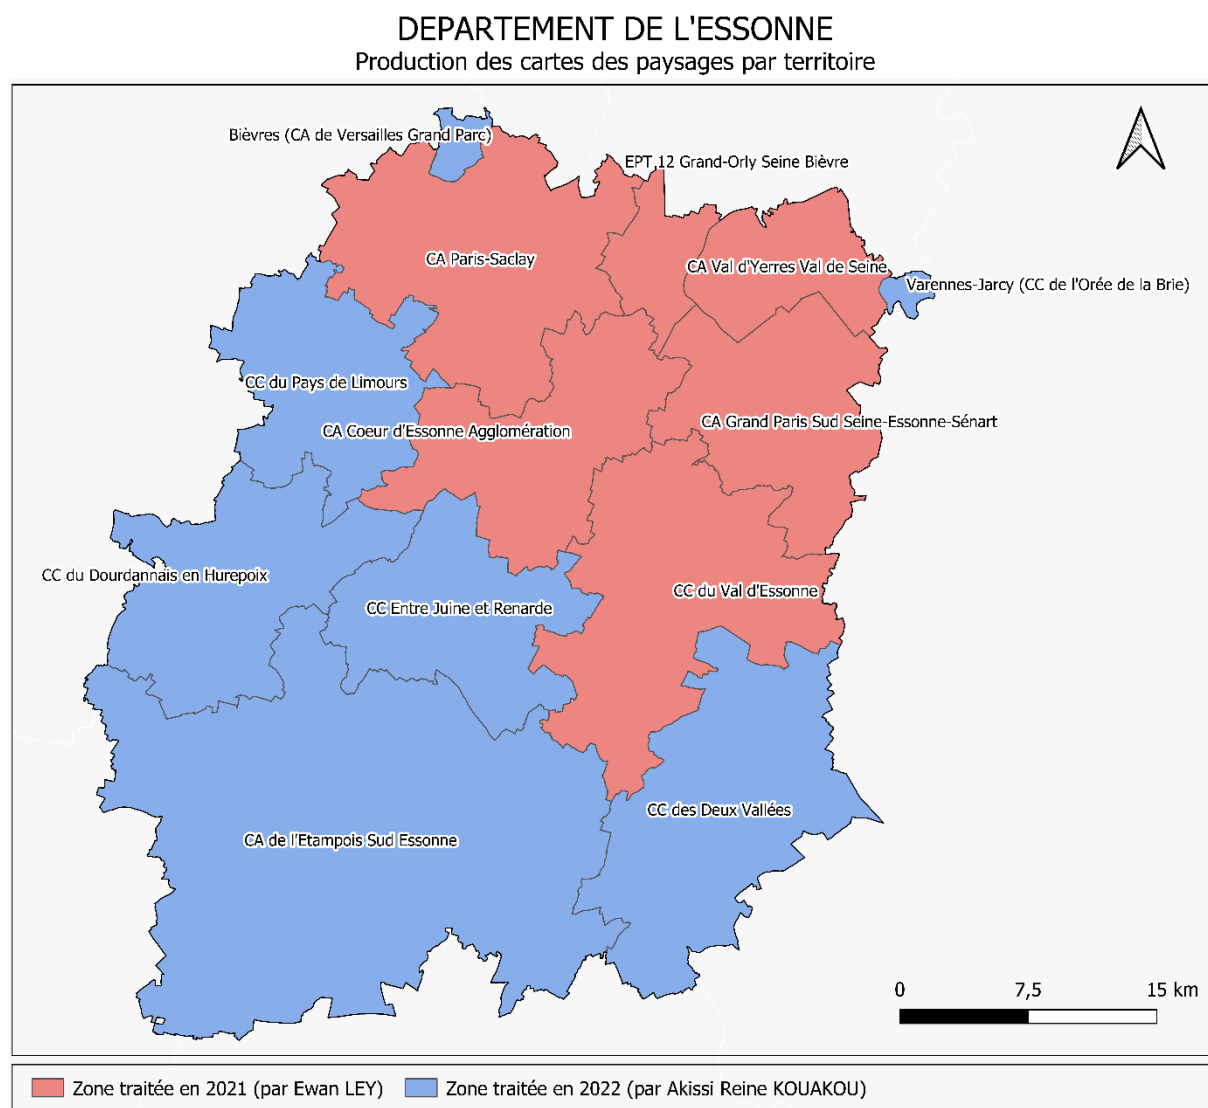 DEPARTEMENT DE L'ESSONNE
Production des cartes des paysages par territoire
Bièvres (CA de Versailles Grand Parc)
EPT 12 Grand-Orly Seine Bièvre
CA Paris-Saclay
CA Val d'Yerres Val de Seine
Varennes-Jarcy (CC de l'Orée de la Brie)
CC du Pays de Limours
CA Coeur d'Essonne Agglomération
CA Grand Paris Sud Seine-Essonne-Sénart
CC du Dourdannais en Hurepoix
CC Entre Juine et Renarde
CC du Val d'Essonne
CC des Deux Vallées
CA de l'Etampois Sud Essonne
0 7,5 15 km
Zone traitée en 2021 (par Ewan LEY) Zone traitée en 2022 (par Akissi Reine KOUAKOU)